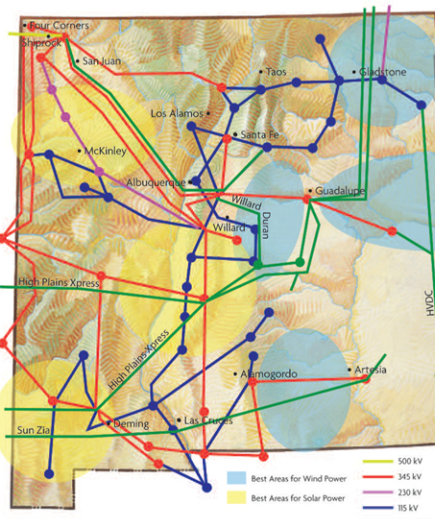 Four Corners
Shiprock
San Juan
Taos
Gladstone
Los Alamos
Santa Fe
McKinley
Albuquerque
Guadalupe
Willard
Willard
Duran
High Plains Xpress
HVDC
High Plains Xpress
Alamogordo
Artesia
Deming
Las Cruces
Sun Zia
Best Areas for Wind Power
Best Areas for Solar Power
500 kV
345 kV
230 kV
115 kV